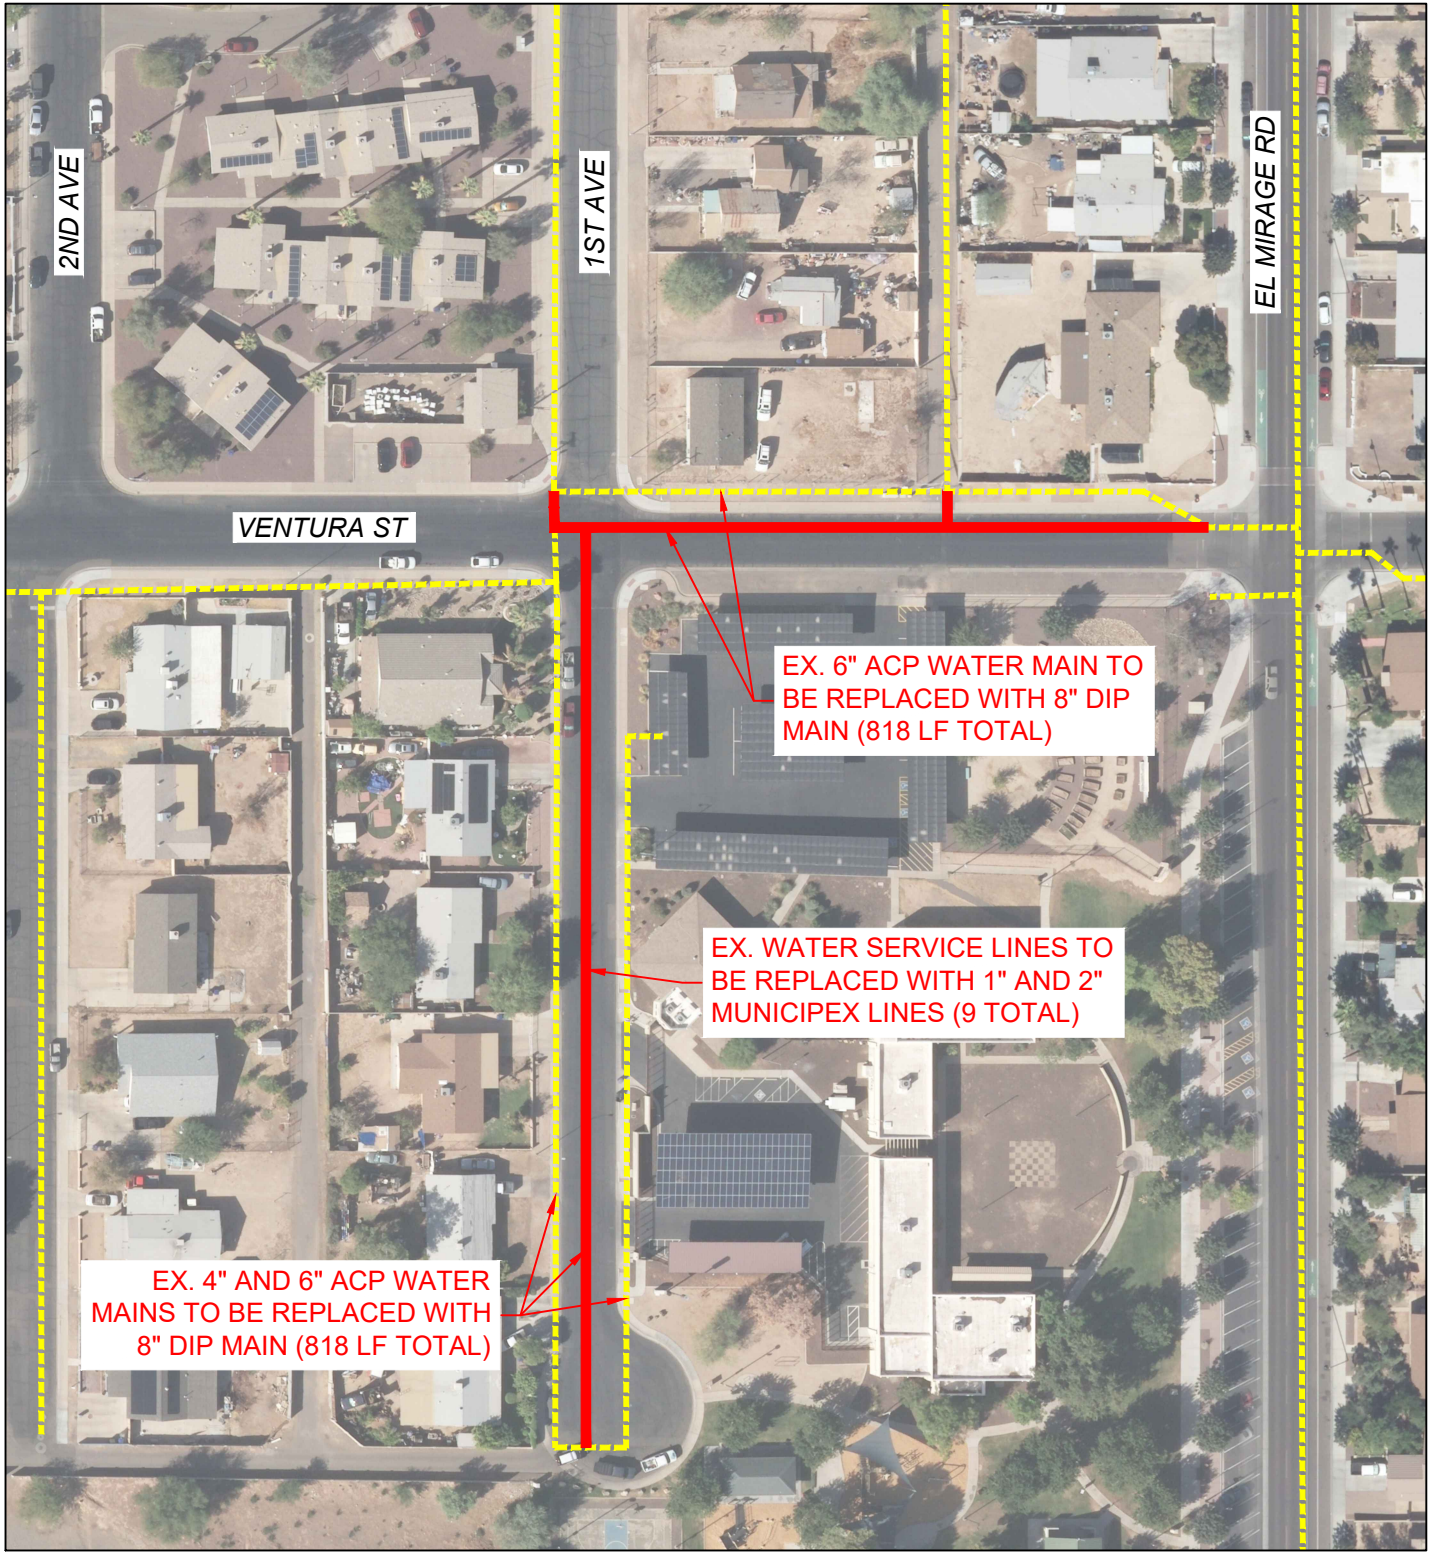 2ND AVE
1ST AVE
EL MIRAGE RD
VENTURA ST
EX. 6" ACP WATER MAIN TO
BE REPLACED WITH 8" DIP
MAIN (818 LF TOTAL)
EX. WATER SERVICE LINES TO
BE REPLACED WITH 1" AND 2"
MUNICIPEX LINES (9 TOTAL)
EX. 4" AND 6" ACP WATER
MAINS TO BE REPLACED WITH
8" DIP MAIN (818 LF TOTAL)